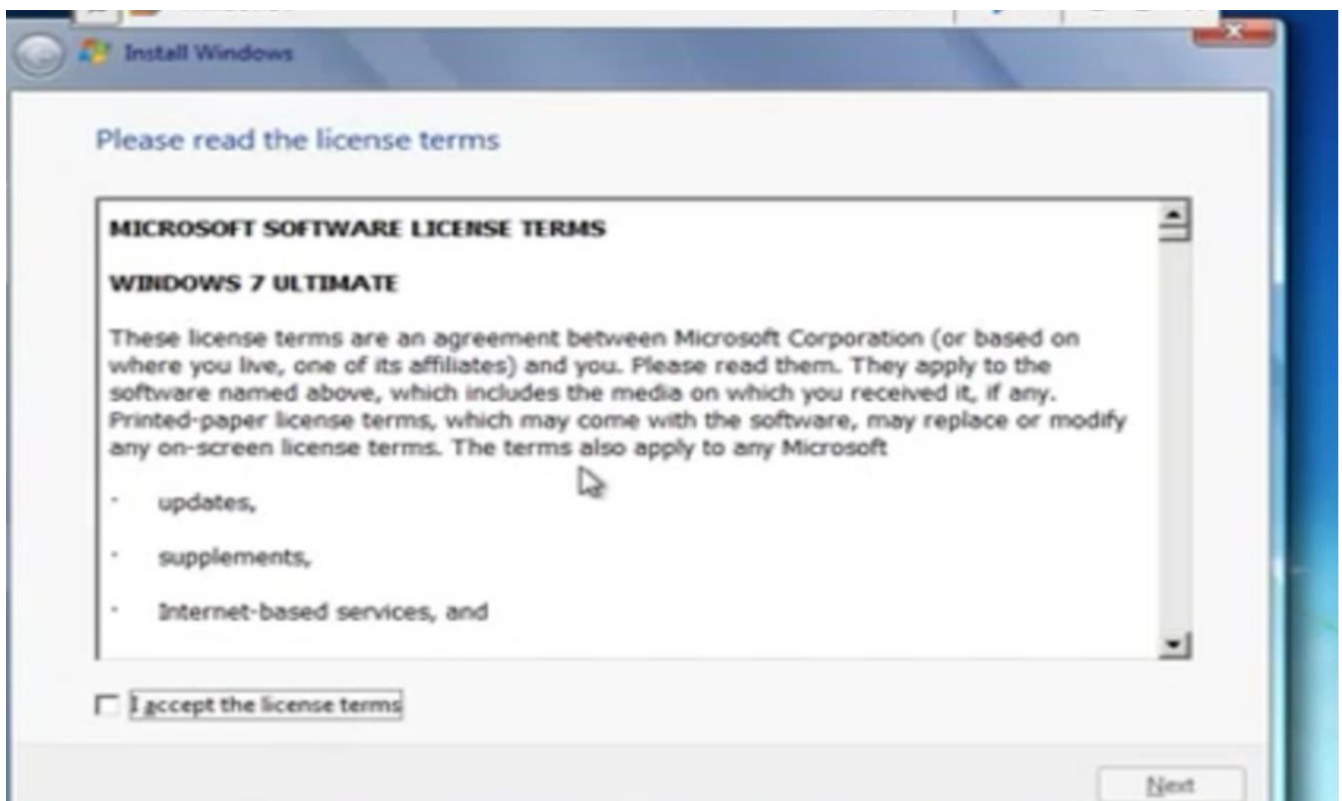 Install Windows
Please read the license terms
MICROSOFT SOFTWARE LICENSE TERMS
WINDOWS 7 ULTIMATE
These license terms are an agreement between Microsoft Corporation (or based on
where you live, one of its affiliates) and you. Please read them. They apply to the
software named above, which includes the media on which you received it, if any.
Printed-paper license terms, which may come with the software, may replace or modify
any on-screen license terms. The terms also apply to any Microsoft
· updates,
· supplements,
· Internet-based services, and
I accept the license terms
Next